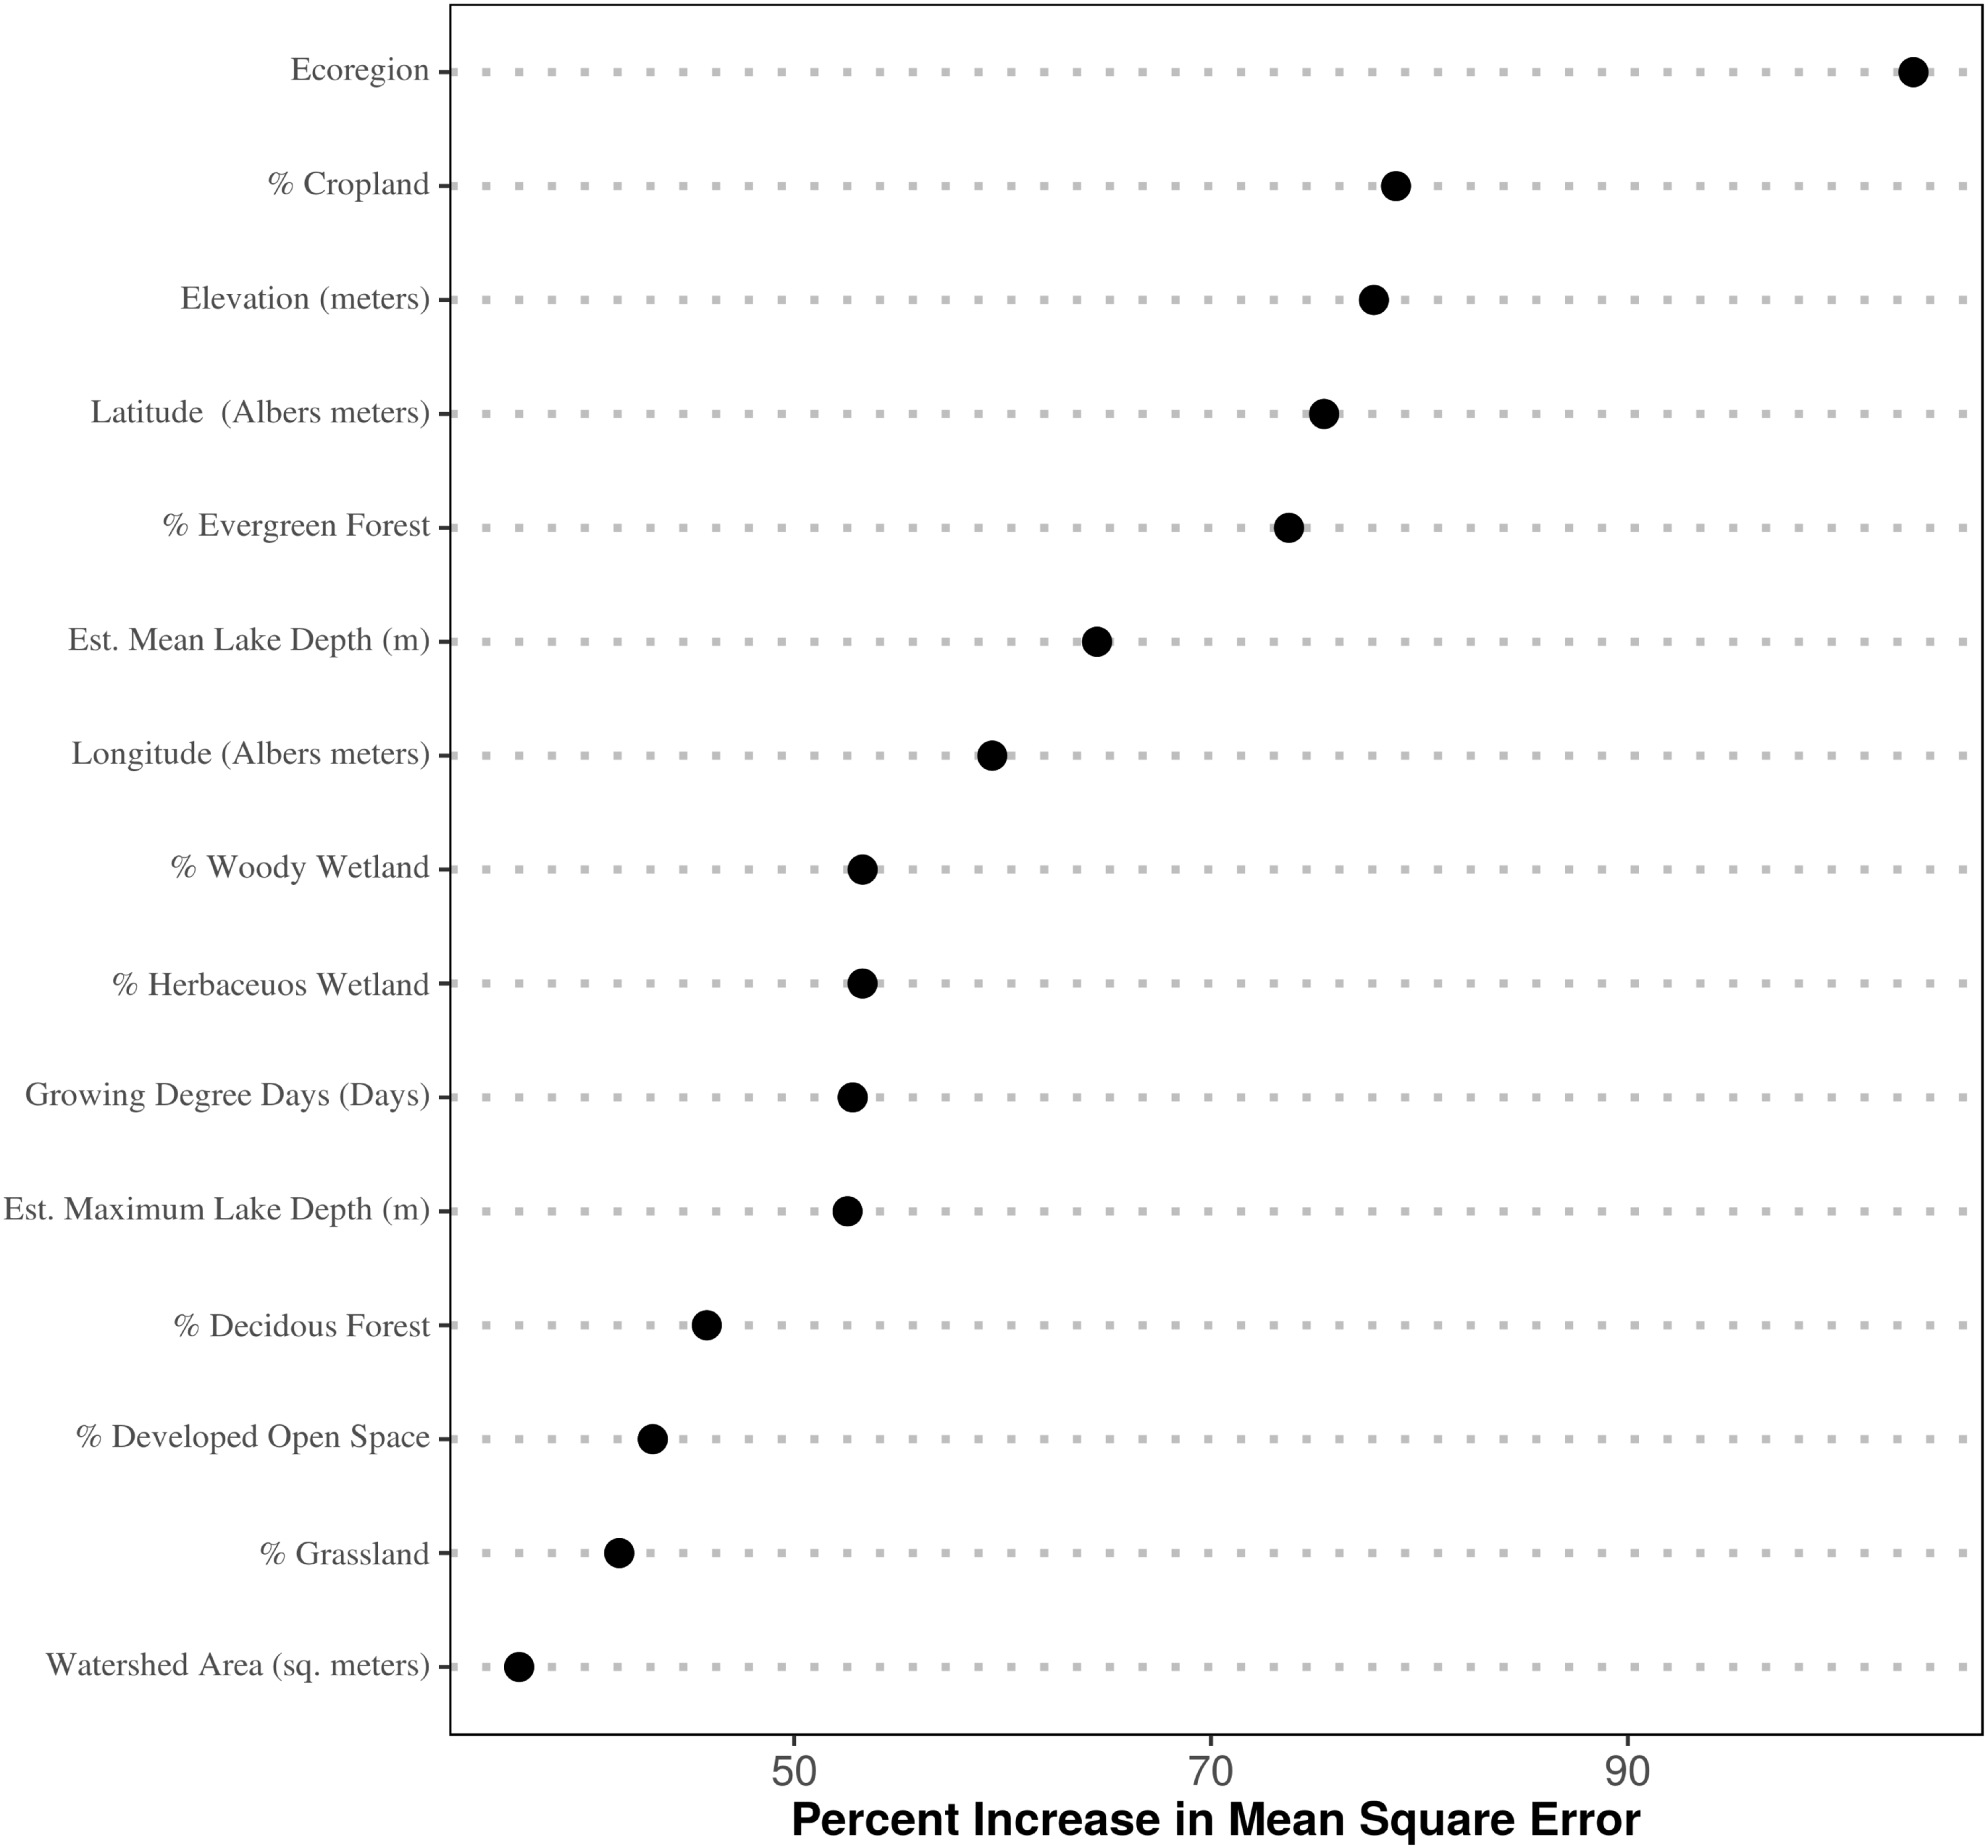 Ecoregion
% Cropland
Elevation (meters)
Latitude  (Albers meters)
% Evergreen Forest
Est. Mean Lake Depth (m)
Longitude (Albers meters)
% Woody Wetland
% Herbaceuos Wetland
Growing Degree Days (Days)
Est. Maximum Lake Depth (m)
% Decidous Forest
% Developed Open Space
% Grassland
Watershed Area (sq. meters)
50 70 90
Percent Increase in Mean Square Error